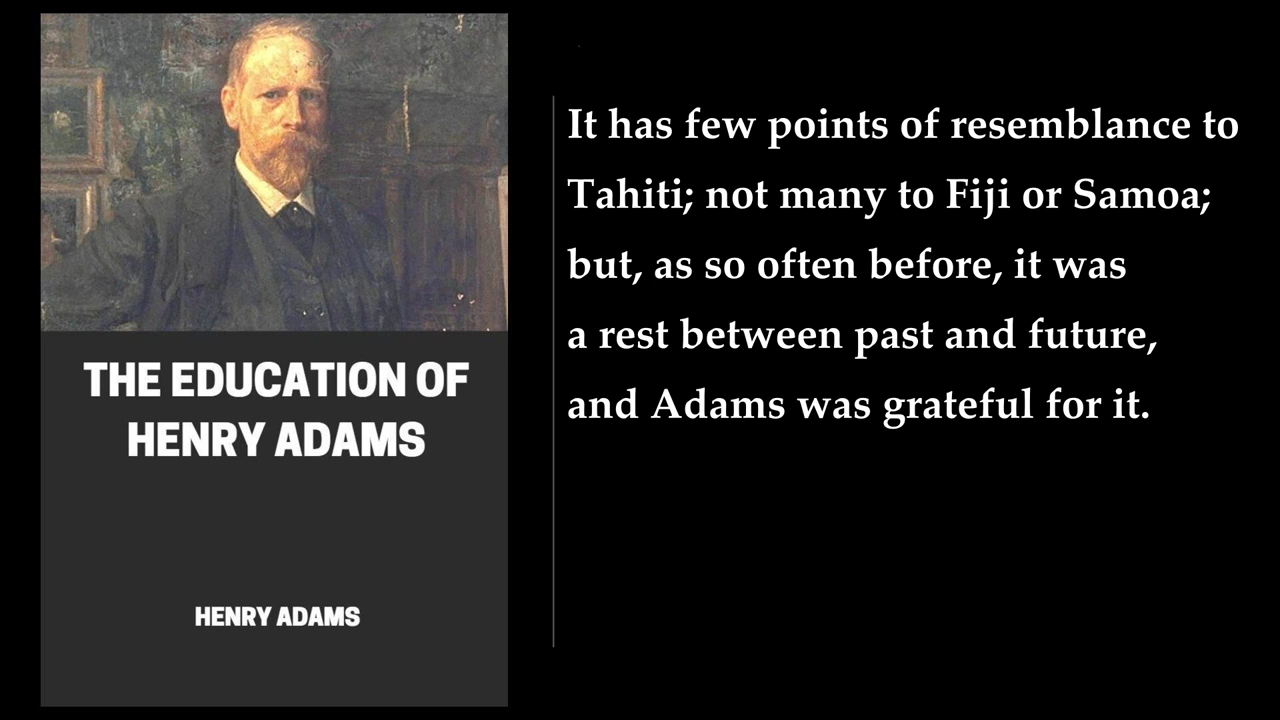 THE EDUCATION OF
HENRY ADAMS
HENRY ADAMS
It has few points of resemblance to
Tahiti; not many to Fiji or Samoa;
but, as so often before, it was
a rest between past and future,
and Adams was grateful for it.